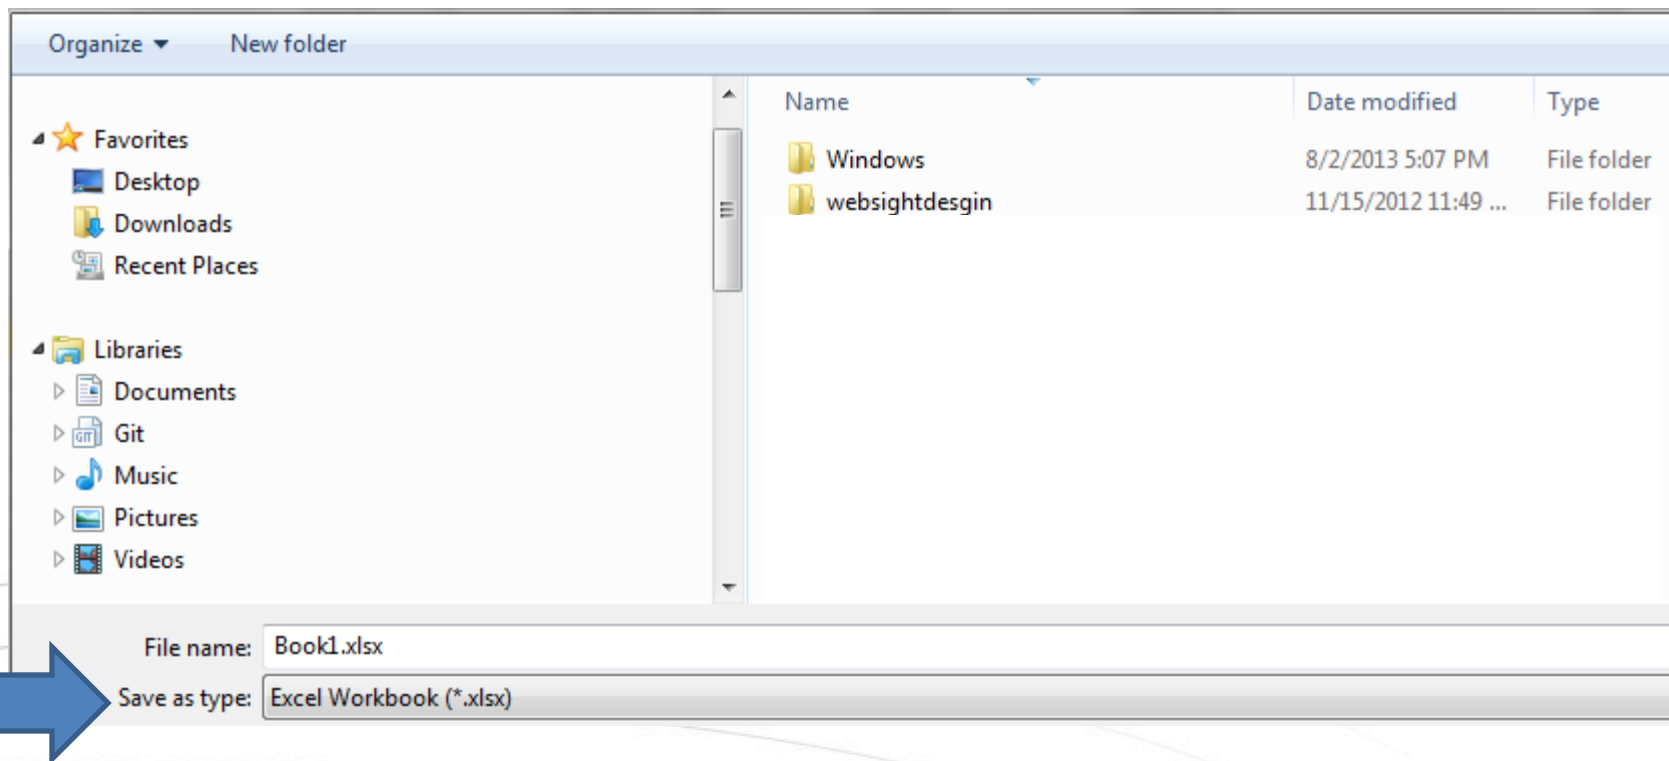 Organize New folder
Name Date modified Type
Favorites
Windows 8/2/2013 5:07 PM File folder
Desktop
websightdesgin 11/15/2012 11:49 ... File folder
Downloads
Recent Places
Libraries
Documents
Git
Music
Pictures
Videos
File name: Book1.xlsx
Save as type: Excel Workbook (*.xlsx)